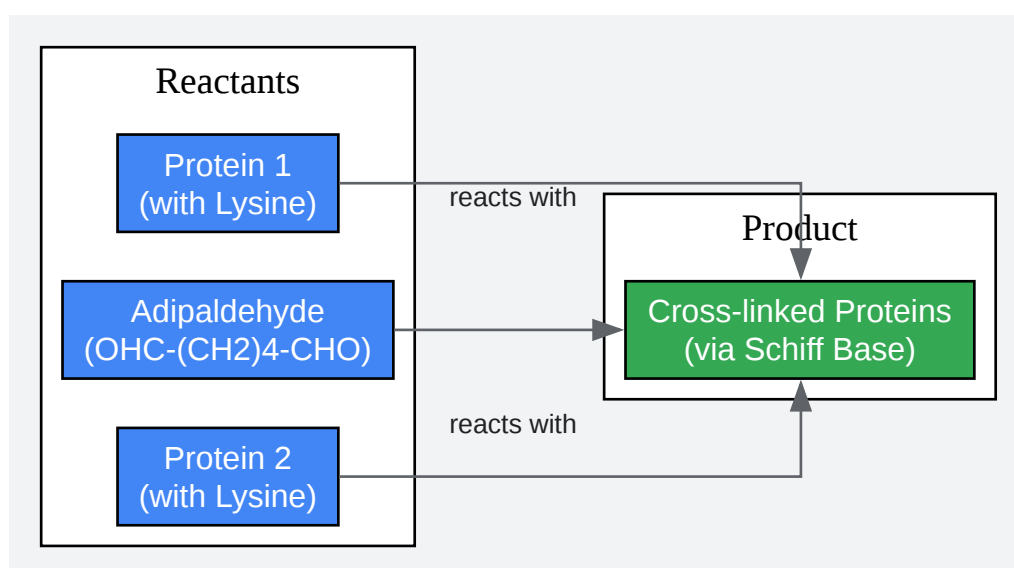 Reactants
Protein 1
(with Lysine)
reacts with
Product
Adipaldehyde
(OHC-(CH2)4-CHO)
Cross-linked Proteins
(via Schiff Base)
reacts with
Protein 2
(with Lysine)